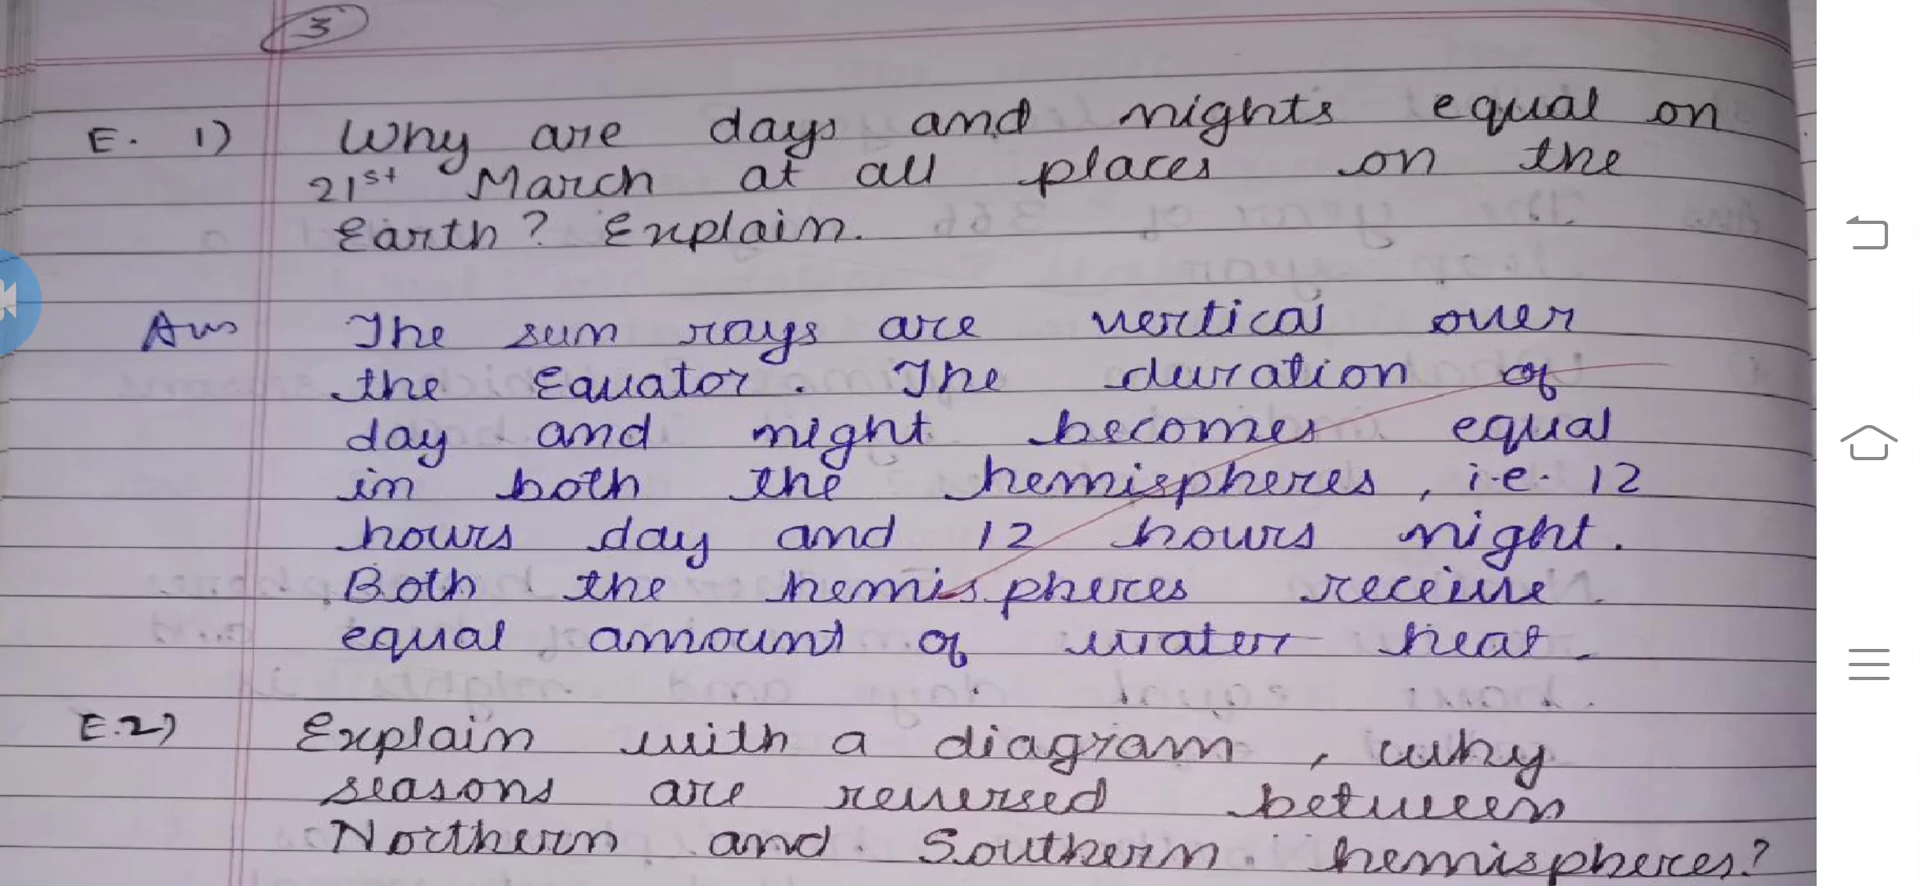 3
E. 1) Why are days and nights equal on
21st March at all places on the
Earth? Explain.
Ans The sun rays are vertical over
the Equator. The duration of
day and night becomes equal
in both the hemispheres, i.e. 12
hours day and 12 hours night.
Both the hemispheres receive
equal amount of water heat.
E.2) Explain with a diagram, why
seasons are reversed between
Northern and Southern hemispheres?